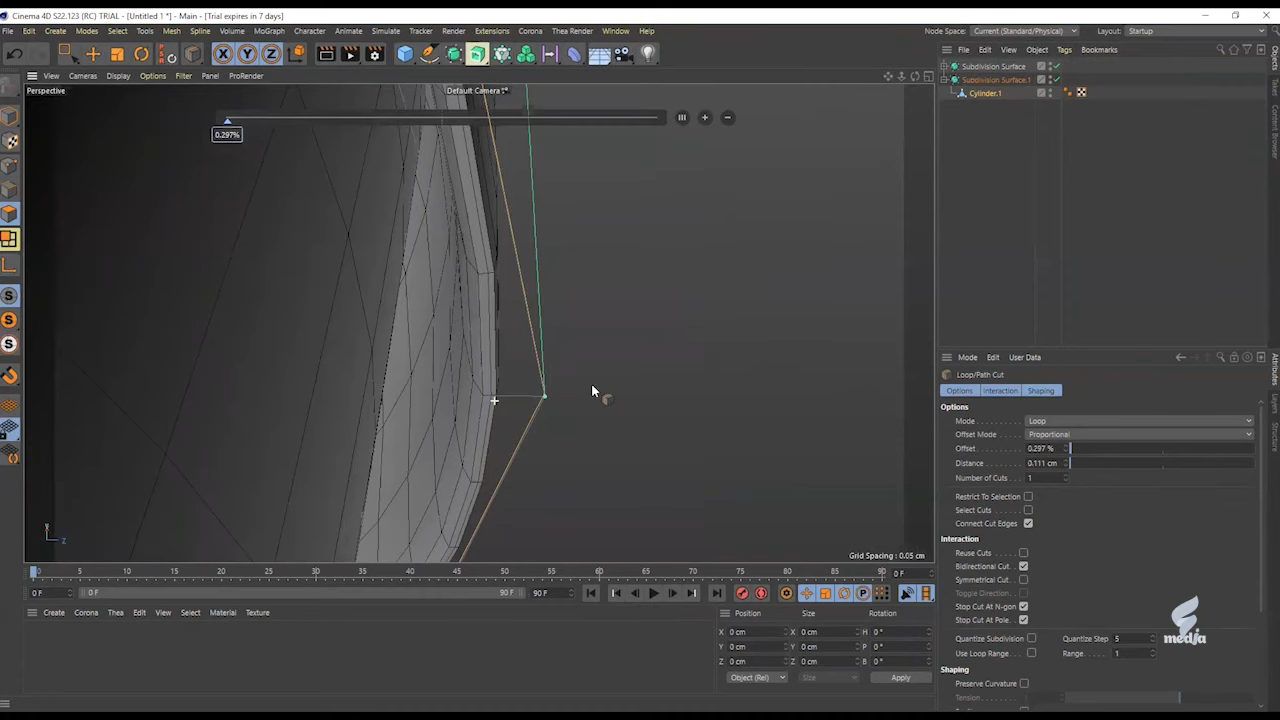 Cinema 4D S22.123 (RC) TRIAL - [Untitled 1 *] - Main - [Trial expires in 7 days]
File Edit Create Modes Select Tools Mesh Spline Volume MoGraph Character Animate Simulate Tracker Render Extensions Corona Thea Render Window Help
Node Space: Current (Standard/Physical) Layout: Startup
X Y Z
File Edit View Object Tags Bookmarks
View Cameras Display Options Filter Panel ProRender
Perspective
Default Camera
0.297%
Subdivision Surface
Subdivision Surface.1
Cylinder.1
Objects
Takes
Content Browser
Attributes
Layers
Structure
S
S
S
Mode Edit User Data
Loop/Path Cut
Options Interaction Shaping
Options
Mode Loop
Offset Mode Proportional
Offset 0.297 %
Distance 0.111 cm
Number of Cuts 1
Restrict To Selection
Select Cuts
Connect Cut Edges
Interaction
Reuse Cuts
Bidirectional Cut
Symmetrical Cut
Toggle Direction
Stop Cut At N-gon
Stop Cut At Pole
Quantize Subdivision Quantize Step 5
Use Loop Range Range 1
Shaping
Preserve Curvature
Tension
Grid Spacing : 0.05 cm
Y
Z
0 5 10 15 20 25 30 35 40 45 50 55 60 65 70 75 80 85 90 0 F
0 F 0 F 90 F 90 F
P
Create Corona Thea Edit View Select Material Texture
Position Size Rotation
X 0 cm X 0 cm H 0 °
Y 0 cm Y 0 cm P 0 °
Z 0 cm Z 0 cm B 0 °
Object (Rel) Size Apply
medja